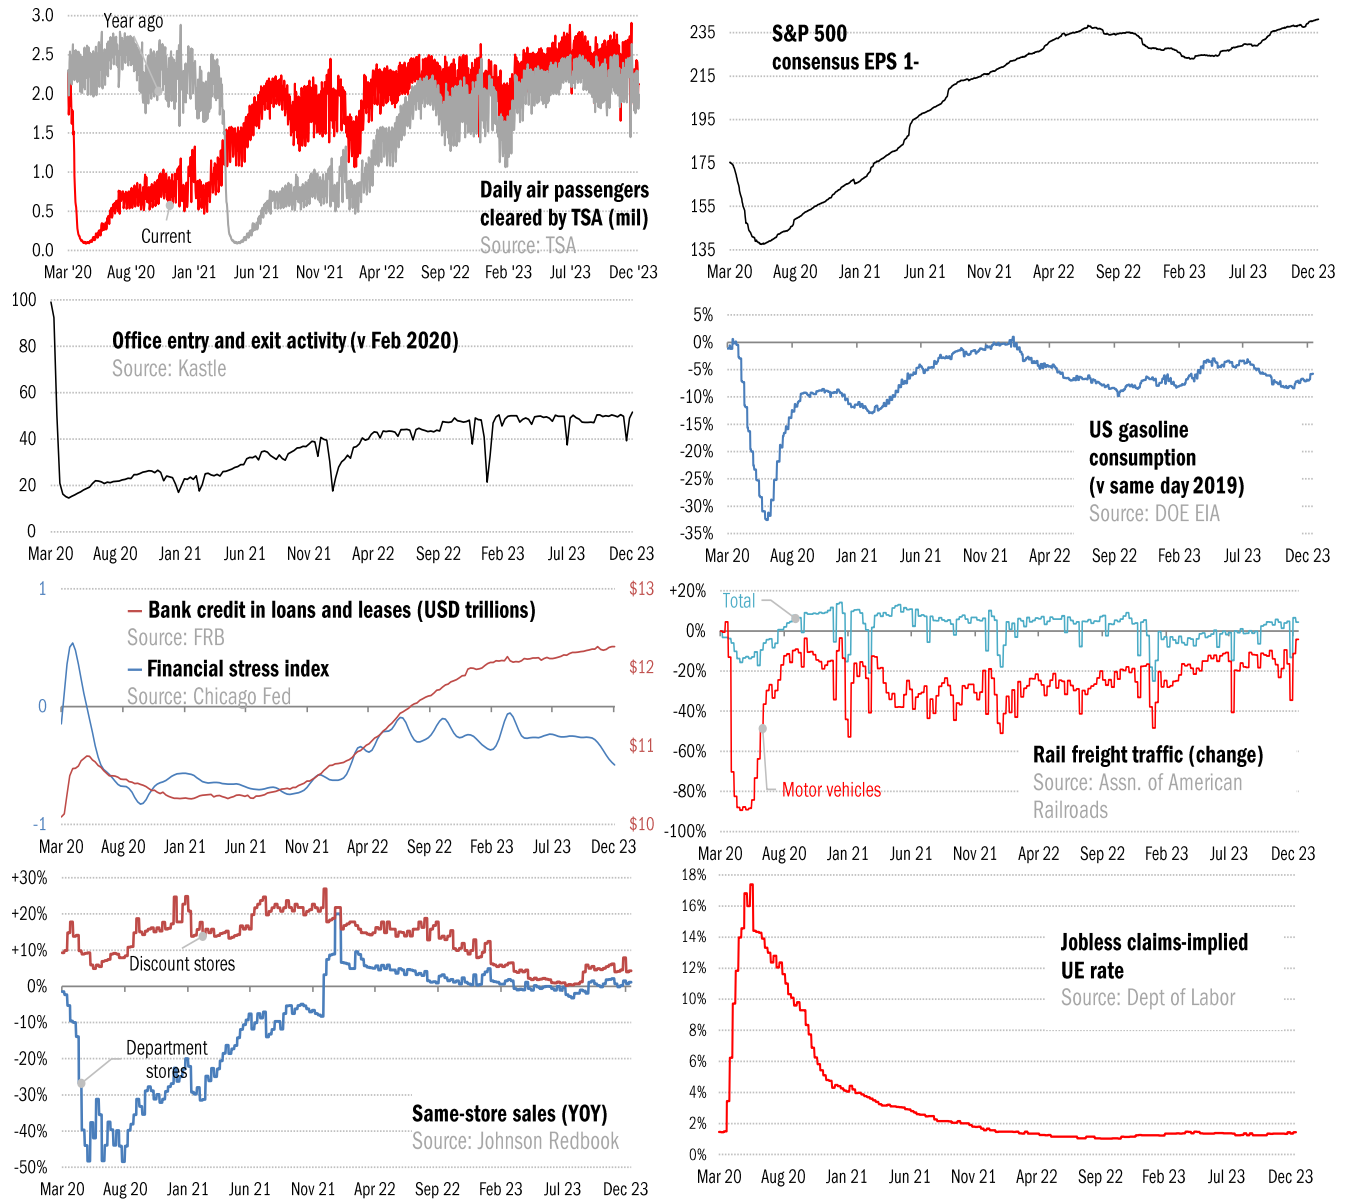 3.0
2.5
2.0
1.5
1.0
0.5
0.0
Year ago
Current
Daily air passengers
cleared by TSA (mil)
Source: TSA
Mar '20 Aug '20 Jan '21 Jun '21 Nov '21 Apr '22 Sep '22 Feb '23 Jul '23 Dec '23
235
215
195
175
155
135
S&P 500
consensus EPS 1-
Mar 20 Aug 20 Jan 21 Jun 21 Nov 21 Apr 22 Sep 22 Feb 23 Jul 23 Dec 23
100
80
60
40
20
0
Office entry and exit activity (v Feb 2020)
Source: Kastle
Mar 20 Aug 20 Jan 21 Jun 21 Nov 21 Apr 22 Sep 22 Feb 23 Jul 23 Dec 23
5%
0%
-5%
-10%
-15%
-20%
-25%
-30%
-35%
US gasoline
consumption
(v same day 2019)
Source: DOE EIA
Mar 20 Aug 20 Jan 21 Jun 21 Nov 21 Apr 22 Sep 22 Feb 23 Jul 23 Dec 23
1
0
-1
Bank credit in loans and leases (USD trillions)
Source: FRB
Financial stress index
Source: Chicago Fed
$13
$12
$11
$10
Mar 20 Aug 20 Jan 21 Jun 21 Nov 21 Apr 22 Sep 22 Feb 23 Jul 23 Dec 23
+20%
0%
-20%
-40%
-60%
-80%
-100%
Total
Motor vehicles
Rail freight traffic (change)
Source: Assn. of American
Railroads
Mar 20 Aug 20 Jan 21 Jun 21 Nov 21 Apr 22 Sep 22 Feb 23 Jul 23 Dec 23
+30%
+20%
+10%
0%
-10%
-20%
-30%
-40%
-50%
Discount stores
Department
stores
Same-store sales (YOY)
Source: Johnson Redbook
Mar 20 Aug 20 Jan 21 Jun 21 Nov 21 Apr 22 Sep 22 Feb 23 Jul 23 Dec 23
18%
16%
14%
12%
10%
8%
6%
4%
2%
0%
Jobless claims-implied
UE rate
Source: Dept of Labor
Mar 20 Aug 20 Jan 21 Jun 21 Nov 21 Apr 22 Sep 22 Feb 23 Jul 23 Dec 23